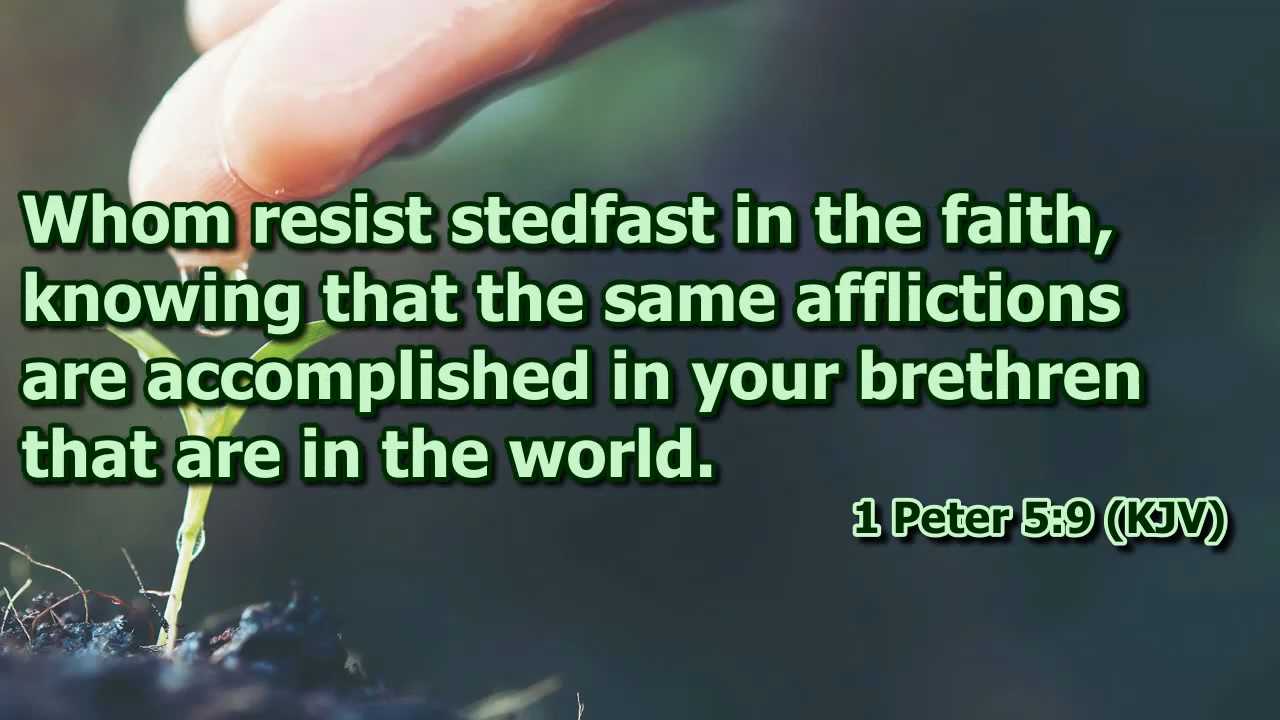 Whom resist stedfast in the faith,
knowing that the same afflictions
are accomplished in your brethren
that are in the world.
1 Peter 5:9 (KJV)